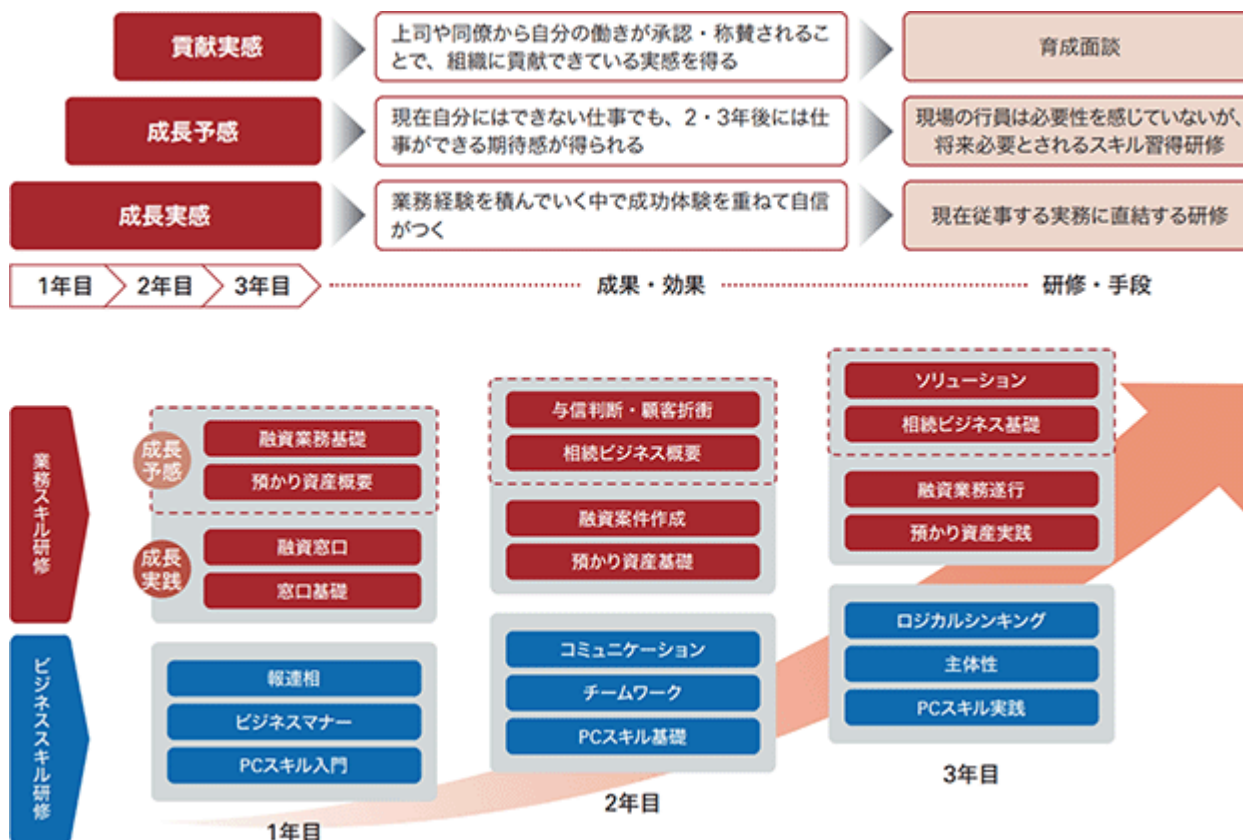 貢献実感
上司や同僚から自分の働きが承認・称賛されるこ
とで、組織に貢献できている実感を得る
育成面談
成長予感
現在自分にはできない仕事でも、2・3年後には仕
事ができる期待感が得られる
現場の行員は必要性を感じていないが、
将来必要とされるスキル習得研修
成長実感
業務経験を積んでいく中で成功体験を重ねて自信
がつく
現在従事する実務に直結する研修
1年目
2年目
3年目
成果・効果
研修・手段
業務スキル研修
成長
予感
融資業務基礎
預かり資産概要
成長
実践
融資窓口
窓口基礎
与信判断・顧客折衝
相続ビジネス概要
融資案件作成
預かり資産基礎
ソリューション
相続ビジネス基礎
融資業務遂行
預かり資産実践
ビジネススキル研修
報連相
ビジネスマナー
PCスキル入門
コミュニケーション
チームワーク
PCスキル基礎
ロジカルシンキング
主体性
PCスキル実践
1年目
2年目
3年目